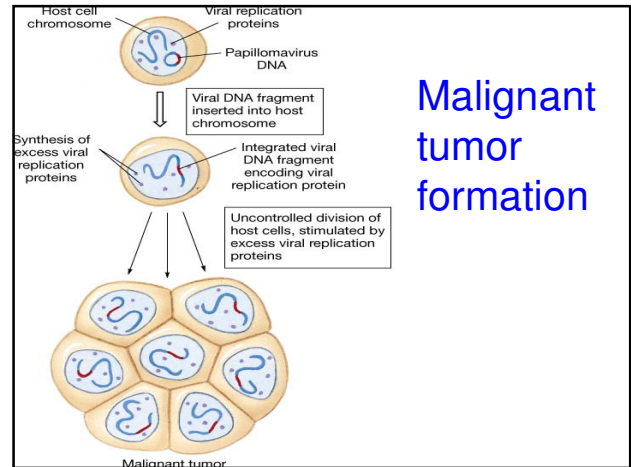 Host cell
chromosome
Viral replication
proteins
Papillomavirus
DNA
Viral DNA fragment
inserted into host
chromosome
Synthesis of
excess viral
replication
proteins
Integrated viral
DNA fragment
encoding viral
replication protein
Uncontrolled division of
host cells, stimulated by
excess viral replication
proteins
Malignant tumor
Malignant
tumor
formation